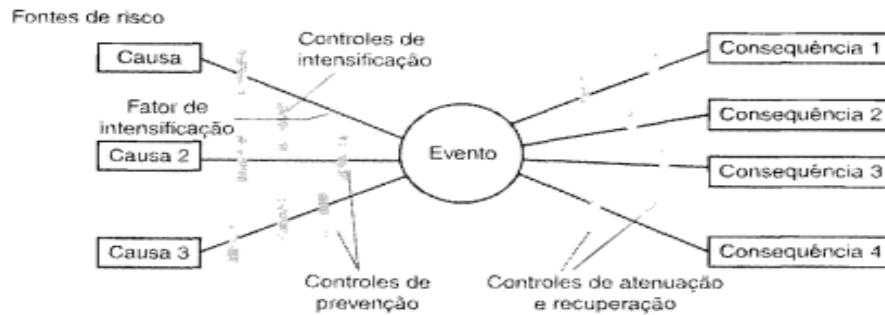 Fontes de risco
Causa
Controles de
intensificação
Fator de
intensificação
Causa 2
Causa 3
Evento
Controles de
prevenção
Controles de atenuação
e recuperação
Consequência 1
Consequência 2
Consequência 3
Consequência 4